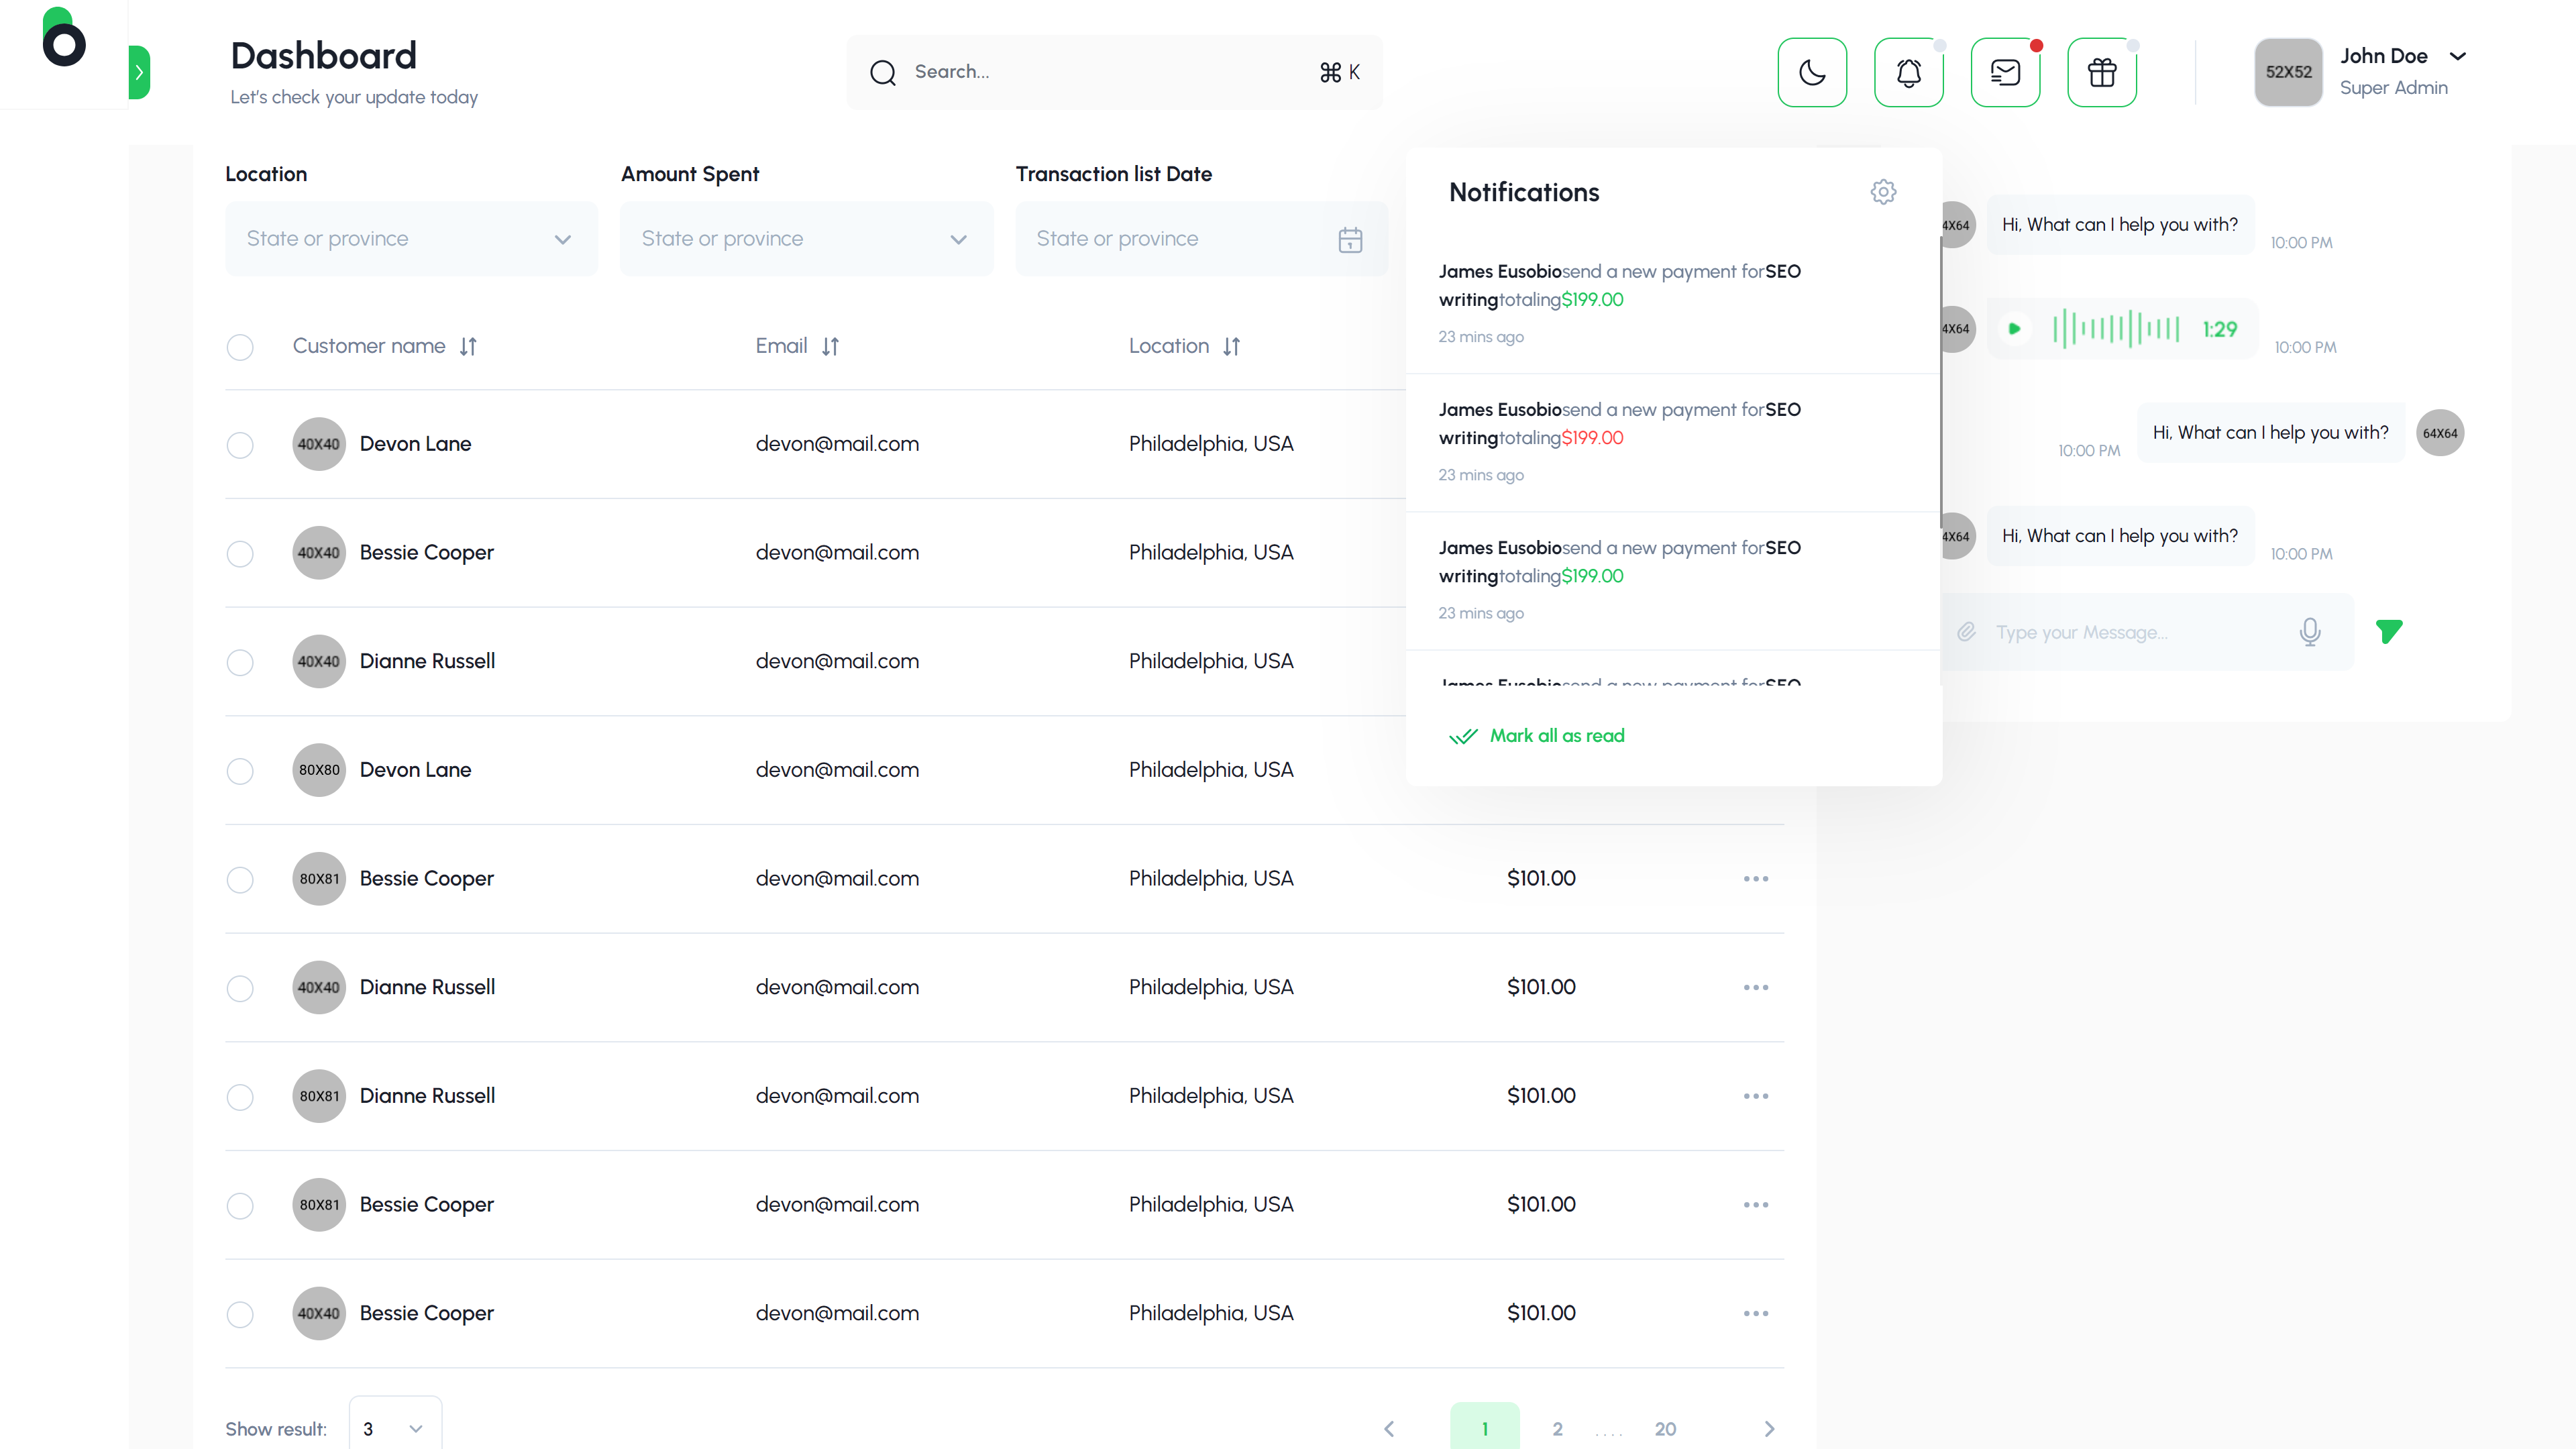 Dashboard
Let's check your update today
Search...
⌘ K
52X52
John Doe
Super Admin
Location
Amount Spent
Transaction list Date
State or province
State or province
State or province
Customer name
Email
Location
40X40 Devon Lane devon@mail.com Philadelphia, USA
40X40 Bessie Cooper devon@mail.com Philadelphia, USA
40X40 Dianne Russell devon@mail.com Philadelphia, USA
80X80 Devon Lane devon@mail.com Philadelphia, USA
80X81 Bessie Cooper devon@mail.com Philadelphia, USA $101.00
40X40 Dianne Russell devon@mail.com Philadelphia, USA $101.00
80X81 Dianne Russell devon@mail.com Philadelphia, USA $101.00
80X81 Bessie Cooper devon@mail.com Philadelphia, USA $101.00
40X40 Bessie Cooper devon@mail.com Philadelphia, USA $101.00
Show result: 3
1 2 .... 20
Notifications
James Eusobiosend a new payment forSEO
writingtotaling$199.00
23 mins ago
James Eusobiosend a new payment forSEO
writingtotaling$199.00
23 mins ago
James Eusobiosend a new payment forSEO
writingtotaling$199.00
23 mins ago
James Eusobiosend a new payment forSEO
Mark all as read
4X64 Hi, What can I help you with? 10:00 PM
4X64 1:29 10:00 PM
10:00 PM Hi, What can I help you with? 64X64
4X64 Hi, What can I help you with? 10:00 PM
Type your Message...